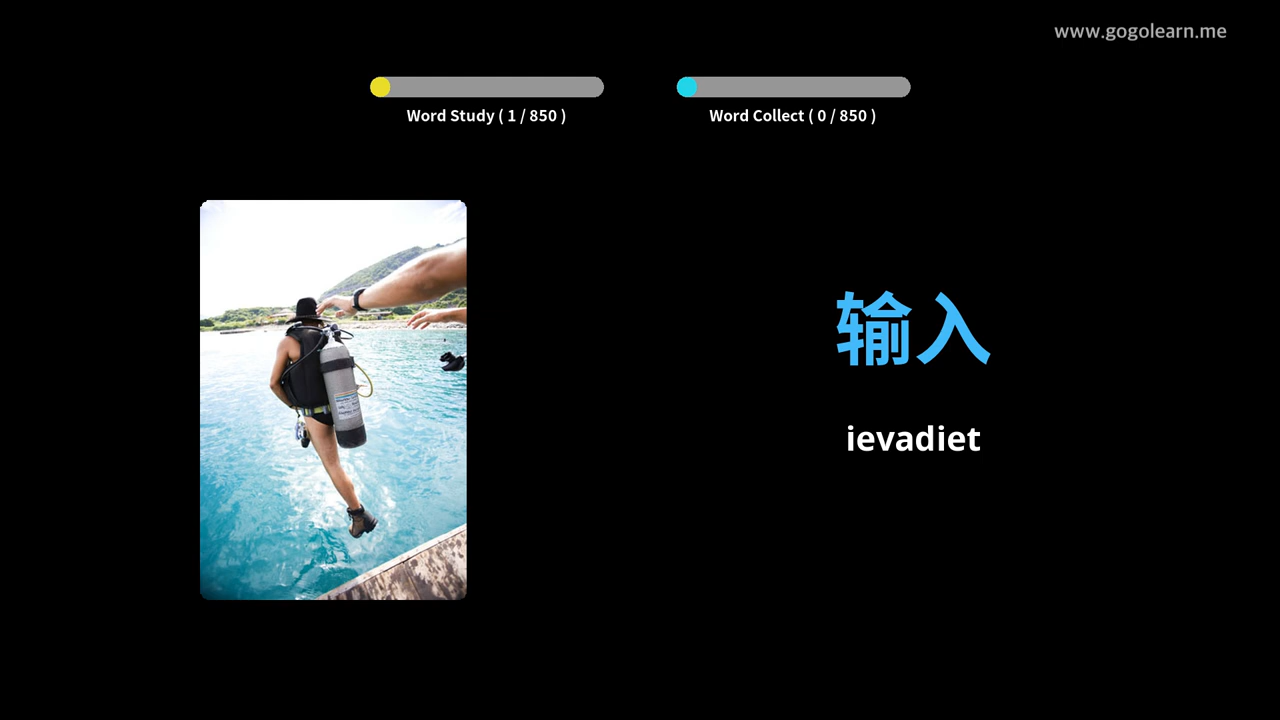 www.gogolearn.me
Word Study ( 1 / 850 )
Word Collect ( 0 / 850 )
输入
ievadiet